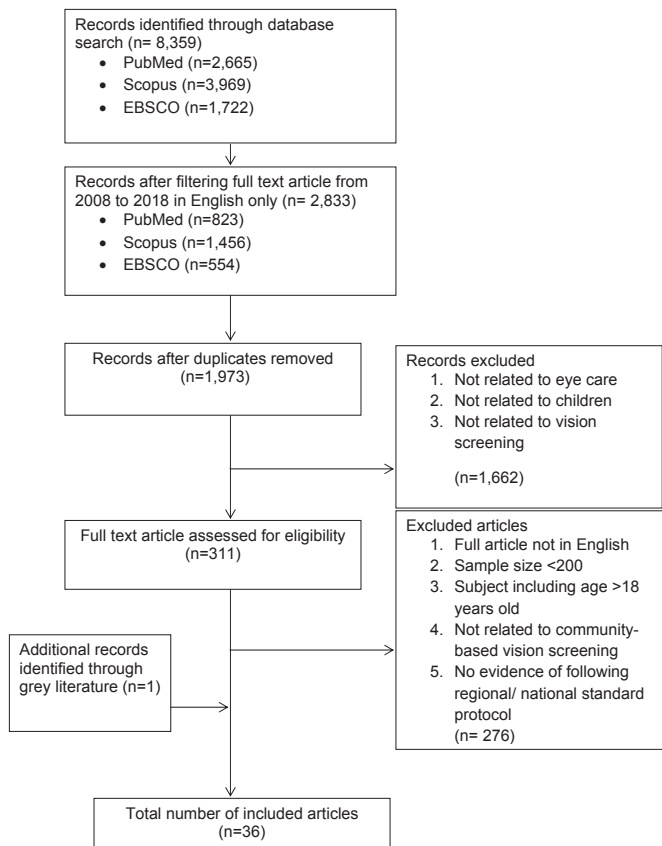 Records identified through database
search (n= 8,359)
• PubMed (n=2,665)
• Scopus (n=3,969)
• EBSCO (n=1,722)
Records after filtering full text article from
2008 to 2018 in English only (n= 2,833)
• PubMed (n=823)
• Scopus (n=1,456)
• EBSCO (n=554)
Records after duplicates removed
(n=1,973)
Records excluded
1. Not related to eye care
2. Not related to children
3. Not related to vision
screening
(n=1,662)
Full text article assessed for eligibility
(n=311)
Excluded articles
1. Full article not in English
2. Sample size <200
3. Subject including age >18
years old
4. Not related to community-
based vision screening
5. No evidence of following
regional/ national standard
protocol
(n= 276)
Additional records
identified through
grey literature (n=1)
Total number of included articles
(n=36)